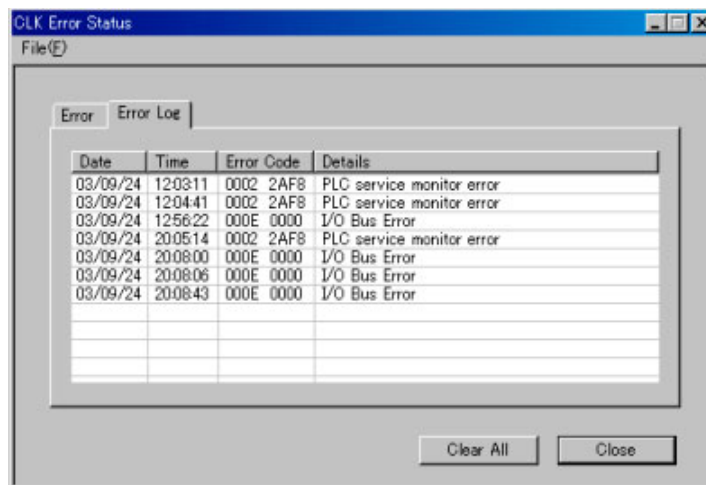 CLK Error Status
File(F)
Error Error Log
Date Time Error Code Details
03/09/24 12:03:11 0002 2AF8 PLC service monitor error
03/09/24 12:04:41 0002 2AF8 PLC service monitor error
03/09/24 12:56:22 000E 0000 I/O Bus Error
03/09/24 20:05:14 0002 2AF8 PLC service monitor error
03/09/24 20:08:00 000E 0000 I/O Bus Error
03/09/24 20:08:06 000E 0000 I/O Bus Error
03/09/24 20:08:43 000E 0000 I/O Bus Error
Clear All Close